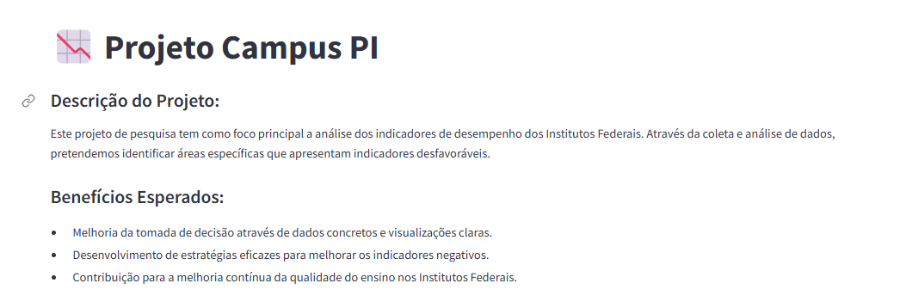 Projeto Campus PI
Descrição do Projeto:
Este projeto de pesquisa tem como foco principal a análise dos indicadores de desempenho dos Institutos Federais. Através da coleta e análise de dados,
pretendemos identificar áreas específicas que apresentam indicadores desfavoráveis.
Benefícios Esperados:
• Melhoria da tomada de decisão através de dados concretos e visualizações claras.
• Desenvolvimento de estratégias eficazes para melhorar os indicadores negativos.
• Contribuição para a melhoria contínua da qualidade do ensino nos Institutos Federais.